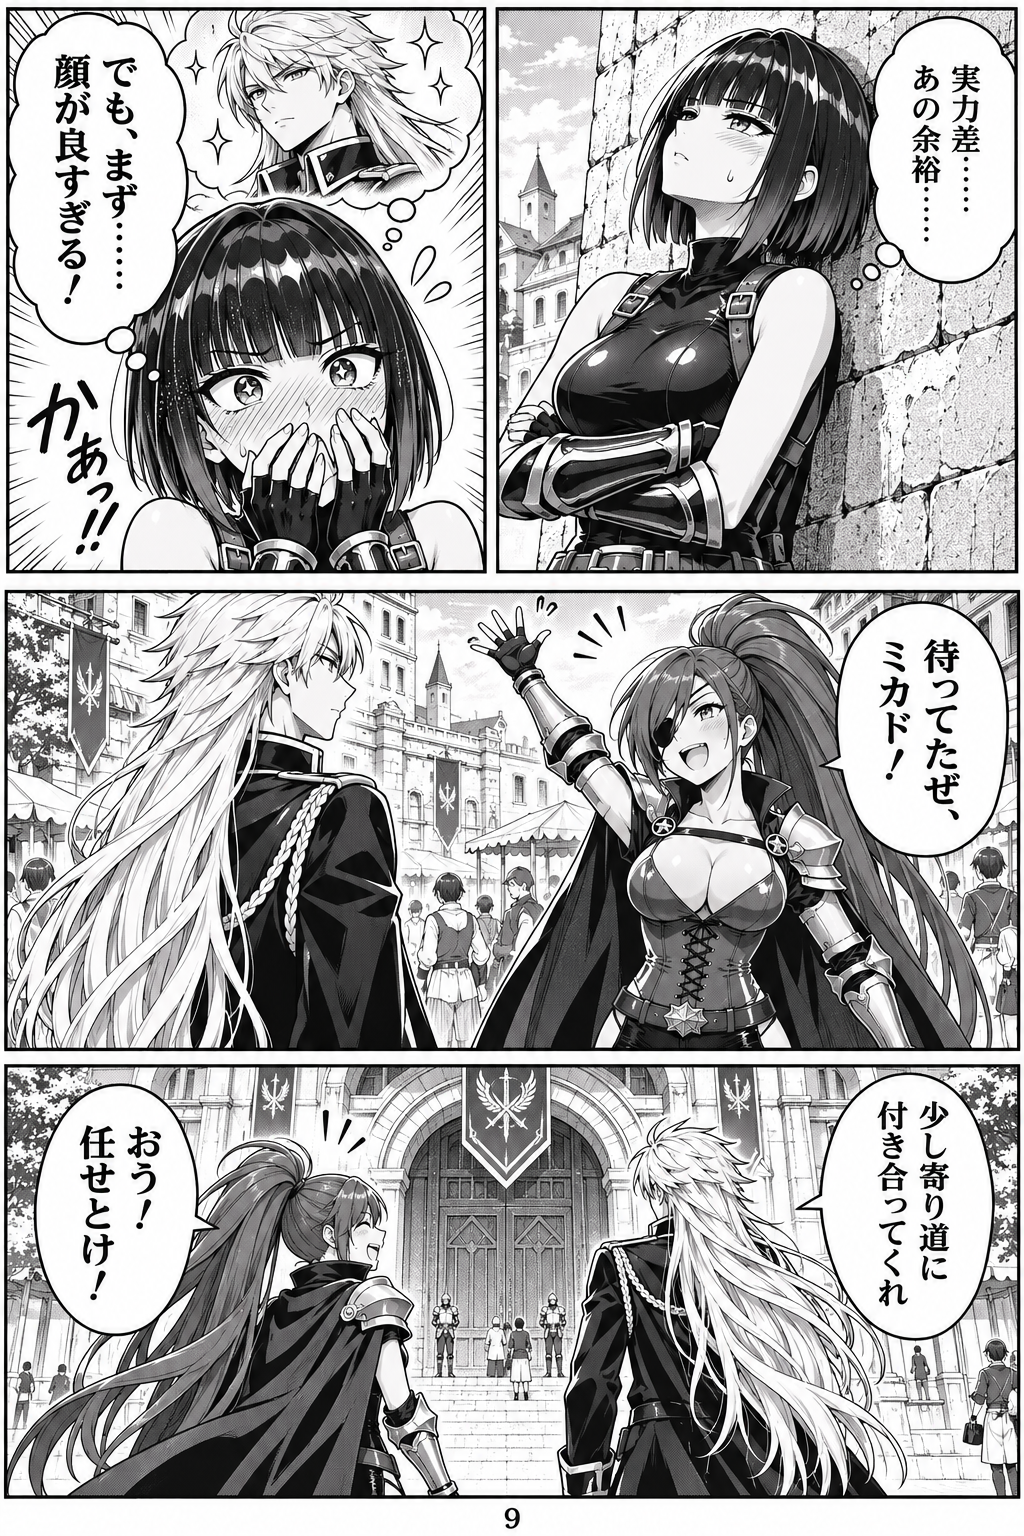 実力差……
あの余裕……
でも、まず……
顔が良すぎる！
かあっ!!
待ってたぜ、
ミカド！
少し寄り道に
付き合ってくれ
おう！
任せとけ！
9